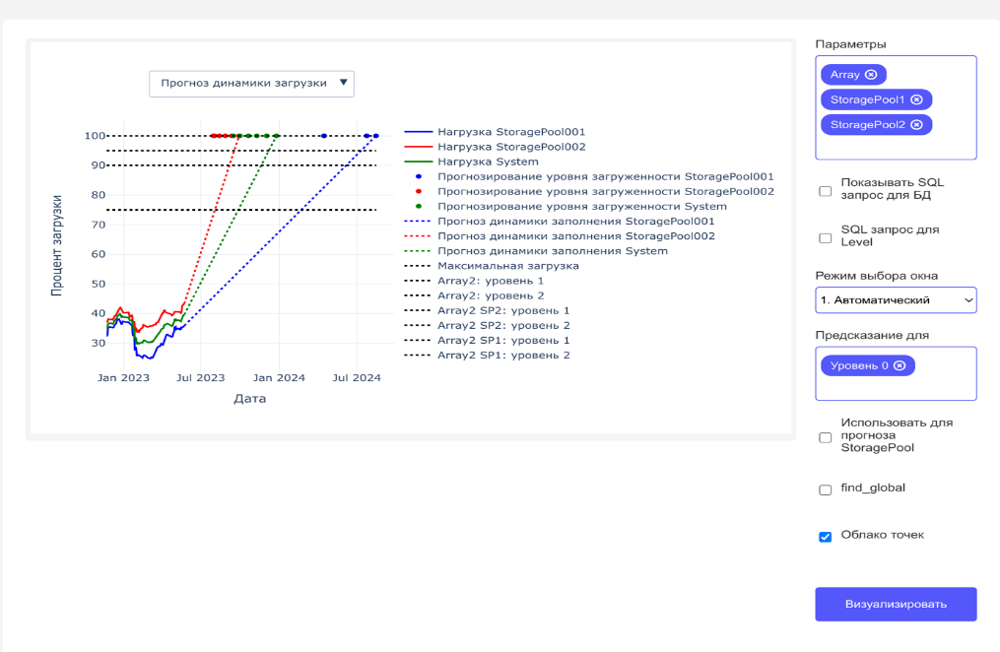 Прогноз динамики загрузки
Процент загрузки
100
90
80
70
60
50
40
30
Jan 2023
Jul 2023
Jan 2024
Jul 2024
Дата
Нагрузка StoragePool001
Нагрузка StoragePool002
Нагрузка System
Прогнозирование уровня загруженности StoragePool001
Прогнозирование уровня загруженности StoragePool002
Прогнозирование уровня загруженности System
Прогноз динамики заполнения StoragePool001
Прогноз динамики заполнения StoragePool002
Прогноз динамики заполнения System
Максимальная загрузка
Array2: уровень 1
Array2: уровень 2
Array2 SP2: уровень 1
Array2 SP2: уровень 2
Array2 SP1: уровень 1
Array2 SP1: уровень 2
Параметры
Array
StoragePool1
StoragePool2
Показывать SQL
запрос для БД
SQL запрос для
Level
Режим выбора окна
1. Автоматический
Предсказание для
Уровень 0
Использовать для
прогноза
StoragePool
find_global
Облако точек
Визуализировать